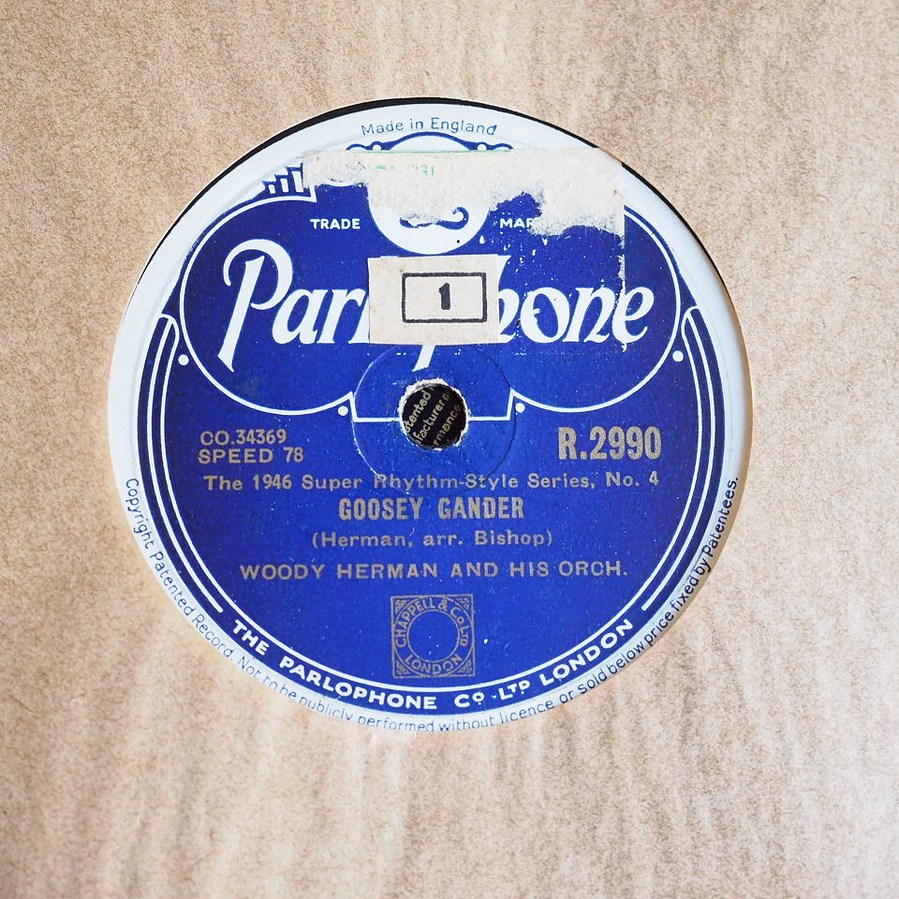 Made in England
TRADE
Parlophone
1
CO.34369
SPEED 78
R.2990
The 1946 Super Rhythm-Style Series, No. 4
GOOSEY GANDER
(Herman, arr. Bishop)
WOODY HERMAN AND HIS ORCH.
CHAPPELL & CO LTD
LONDON
THE PARLOPHONE CO. LTD LONDON
Copyright Patented Record. Not to be publicly performed without licence or sold below price fixed by Patentees.